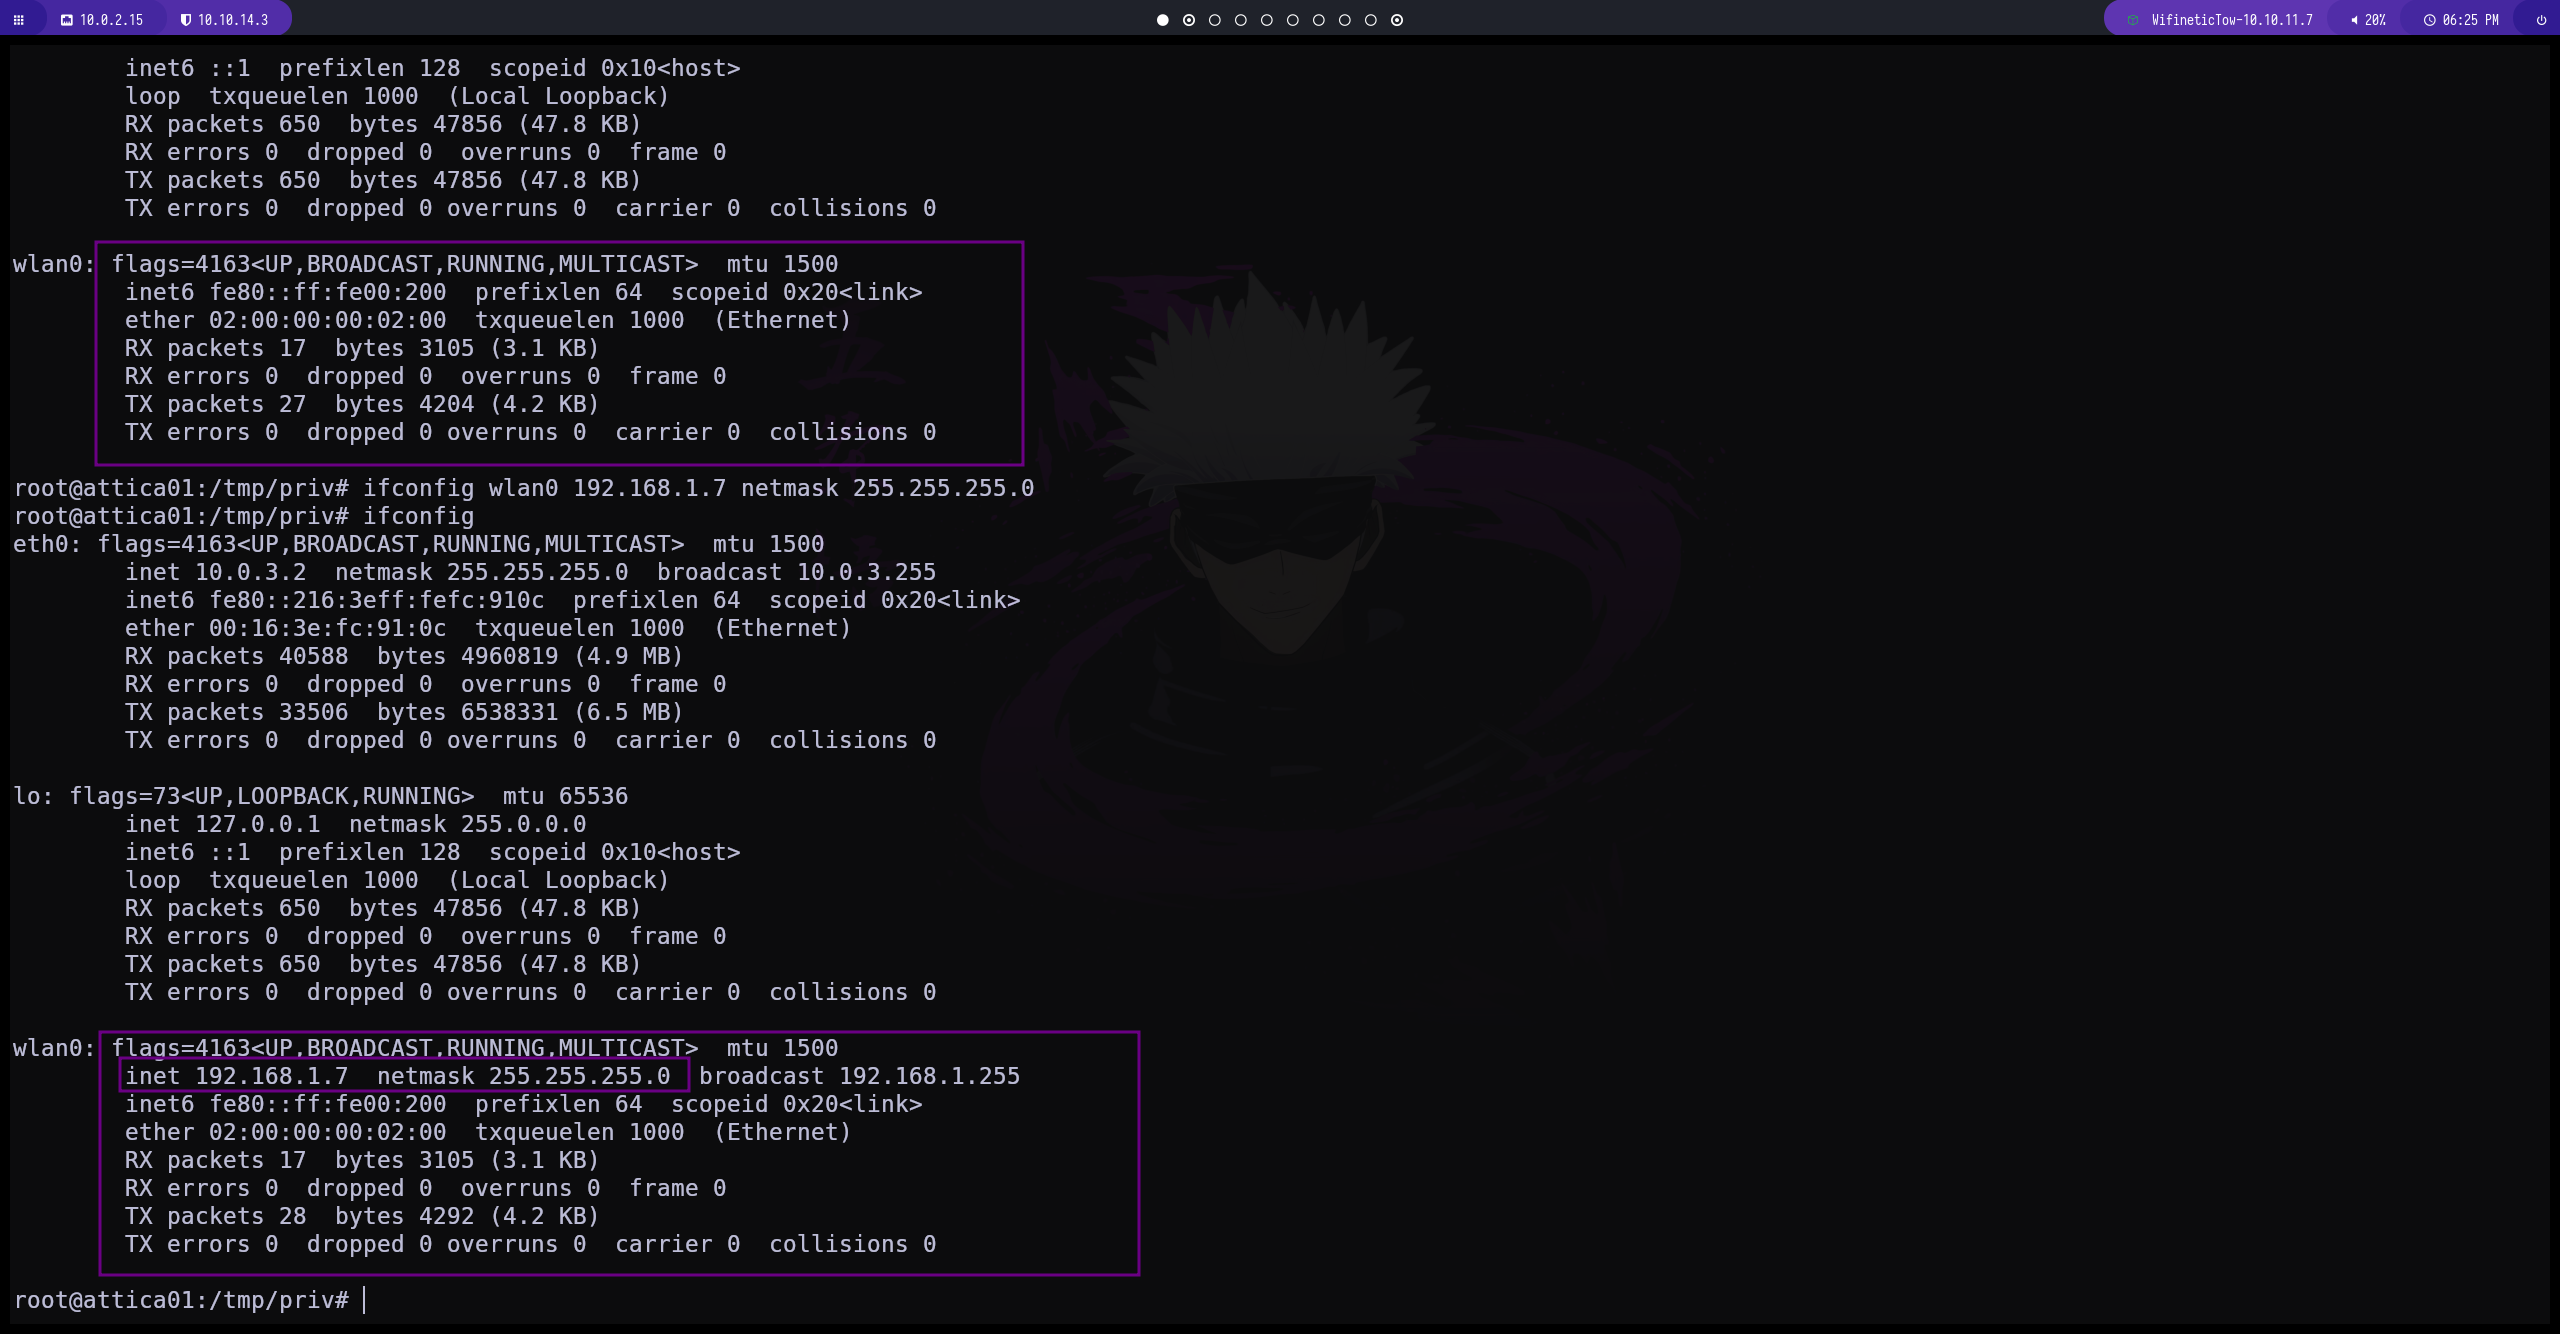 10.0.2.15 10.10.14.3 WifineticTow-10.10.11.7 20% 06:25 PM
inet6 ::1  prefixlen 128  scopeid 0x10<host>
loop  txqueuelen 1000  (Local Loopback)
RX packets 650  bytes 47856 (47.8 KB)
RX errors 0  dropped 0  overruns 0  frame 0
TX packets 650  bytes 47856 (47.8 KB)
TX errors 0  dropped 0 overruns 0  carrier 0  collisions 0
wlan0: flags=4163<UP,BROADCAST,RUNNING,MULTICAST>  mtu 1500
inet6 fe80::ff:fe00:200  prefixlen 64  scopeid 0x20<link>
ether 02:00:00:00:02:00  txqueuelen 1000  (Ethernet)
RX packets 17  bytes 3105 (3.1 KB)
RX errors 0  dropped 0  overruns 0  frame 0
TX packets 27  bytes 4204 (4.2 KB)
TX errors 0  dropped 0 overruns 0  carrier 0  collisions 0
root@attica01:/tmp/priv# ifconfig wlan0 192.168.1.7 netmask 255.255.255.0
root@attica01:/tmp/priv# ifconfig
eth0: flags=4163<UP,BROADCAST,RUNNING,MULTICAST>  mtu 1500
inet 10.0.3.2  netmask 255.255.255.0  broadcast 10.0.3.255
inet6 fe80::216:3eff:fefc:910c  prefixlen 64  scopeid 0x20<link>
ether 00:16:3e:fc:91:0c  txqueuelen 1000  (Ethernet)
RX packets 40588  bytes 4960819 (4.9 MB)
RX errors 0  dropped 0  overruns 0  frame 0
TX packets 33506  bytes 6538331 (6.5 MB)
TX errors 0  dropped 0 overruns 0  carrier 0  collisions 0
lo: flags=73<UP,LOOPBACK,RUNNING>  mtu 65536
inet 127.0.0.1  netmask 255.0.0.0
inet6 ::1  prefixlen 128  scopeid 0x10<host>
loop  txqueuelen 1000  (Local Loopback)
RX packets 650  bytes 47856 (47.8 KB)
RX errors 0  dropped 0  overruns 0  frame 0
TX packets 650  bytes 47856 (47.8 KB)
TX errors 0  dropped 0 overruns 0  carrier 0  collisions 0
wlan0: flags=4163<UP,BROADCAST,RUNNING,MULTICAST>  mtu 1500
inet 192.168.1.7  netmask 255.255.255.0  broadcast 192.168.1.255
inet6 fe80::ff:fe00:200  prefixlen 64  scopeid 0x20<link>
ether 02:00:00:00:02:00  txqueuelen 1000  (Ethernet)
RX packets 17  bytes 3105 (3.1 KB)
RX errors 0  dropped 0  overruns 0  frame 0
TX packets 28  bytes 4292 (4.2 KB)
TX errors 0  dropped 0 overruns 0  carrier 0  collisions 0
root@attica01:/tmp/priv#